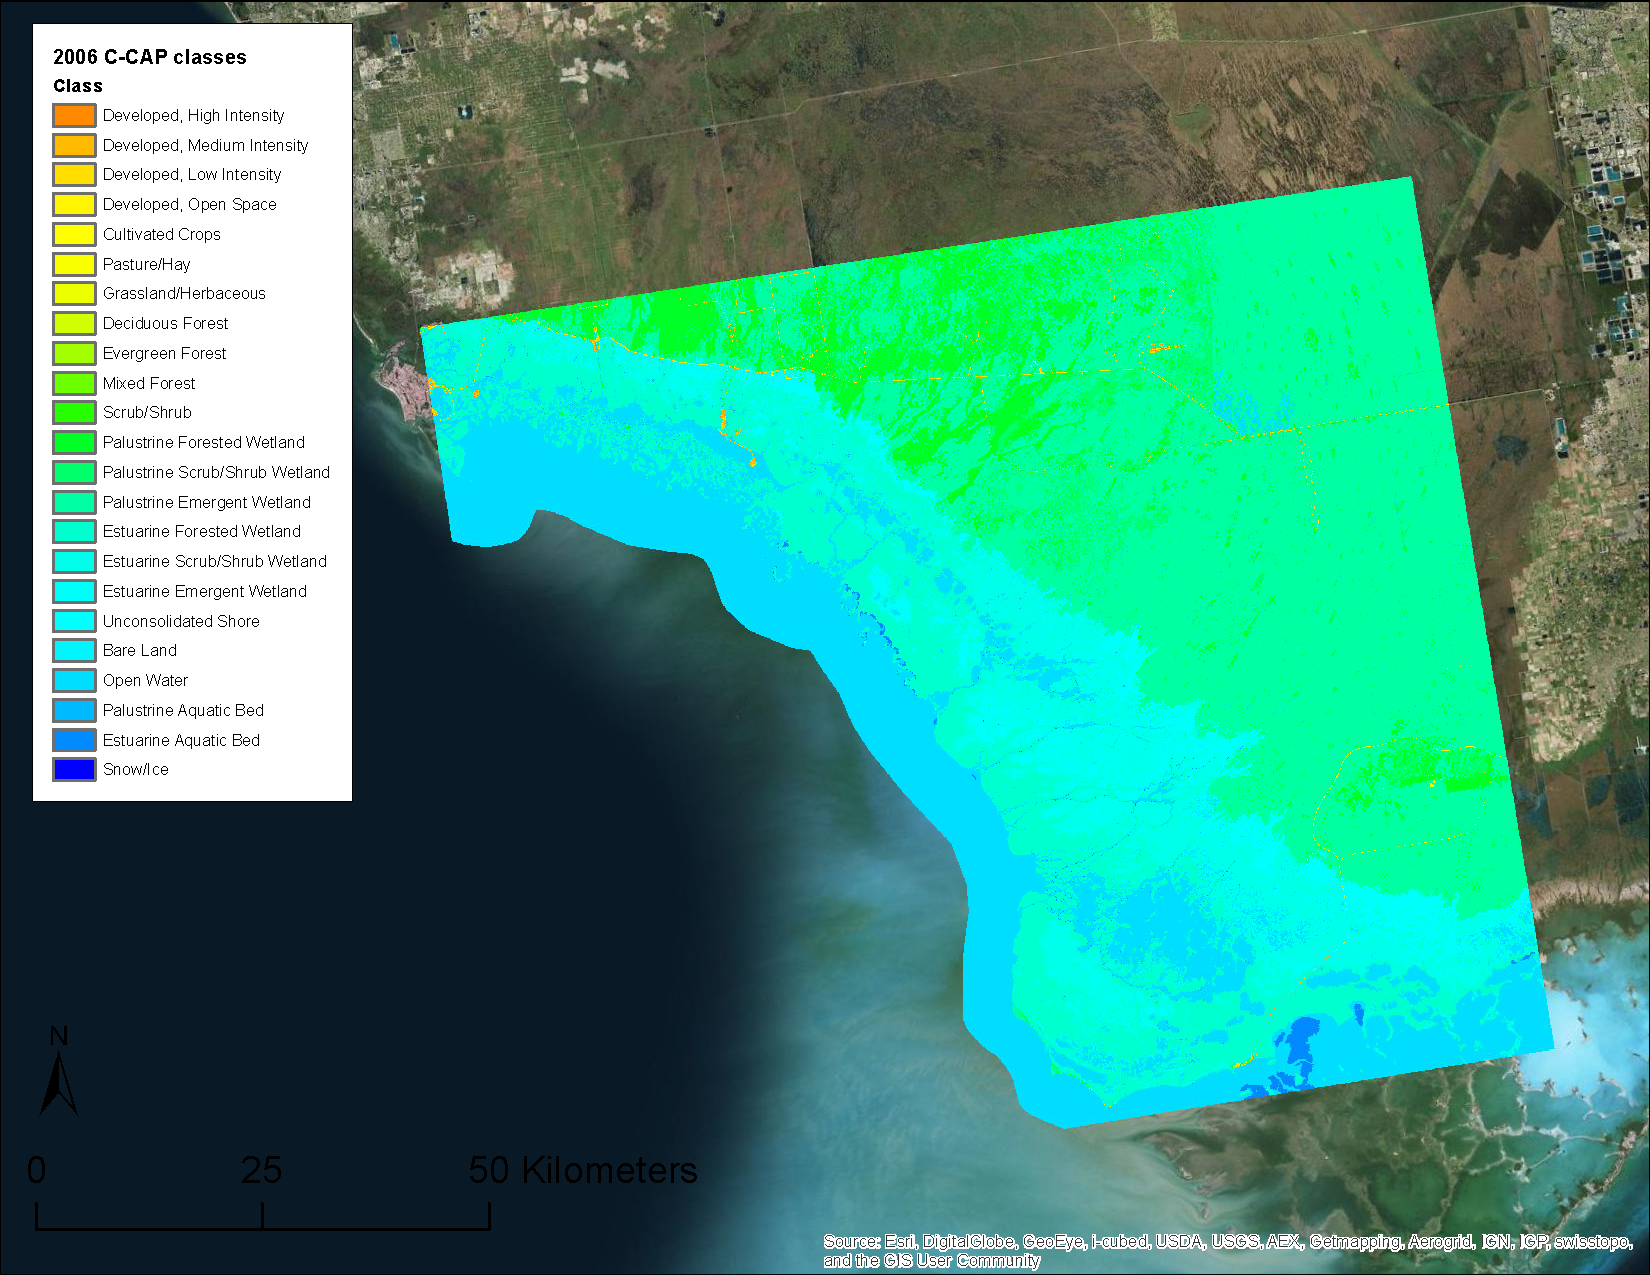 2006 C-CAP classes
Class
Developed, High Intensity
Developed, Medium Intensity
Developed, Low Intensity
Developed, Open Space
Cultivated Crops
Pasture/Hay
Grassland/Herbaceous
Deciduous Forest
Evergreen Forest
Mixed Forest
Scrub/Shrub
Palustrine Forested Wetland
Palustrine Scrub/Shrub Wetland
Palustrine Emergent Wetland
Estuarine Forested Wetland
Estuarine Scrub/Shrub Wetland
Estuarine Emergent Wetland
Unconsolidated Shore
Bare Land
Open Water
Palustrine Aquatic Bed
Estuarine Aquatic Bed
Snow/Ice
N
0 25 50 Kilometers
Source: Esri, DigitalGlobe, GeoEye, i-cubed, USDA, USGS, AEX, Getmapping, Aerogrid, IGN, IGP, swisstopo,
and the GIS User Community